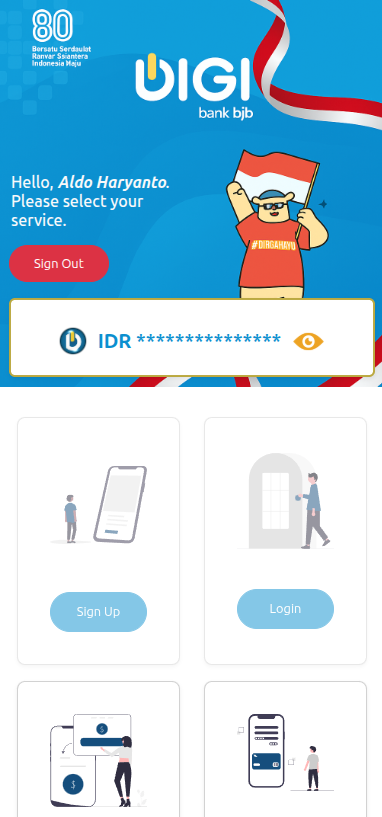 80
Bersatu Berdaulat
Rakyat Sejahtera
Indonesia Maju
DIGI
bank bjb
Hello, Aldo Haryanto.
Please select your
service.
#DIRGAHAYU
Sign Out
IDR ***************
Sign Up
Login
$
$